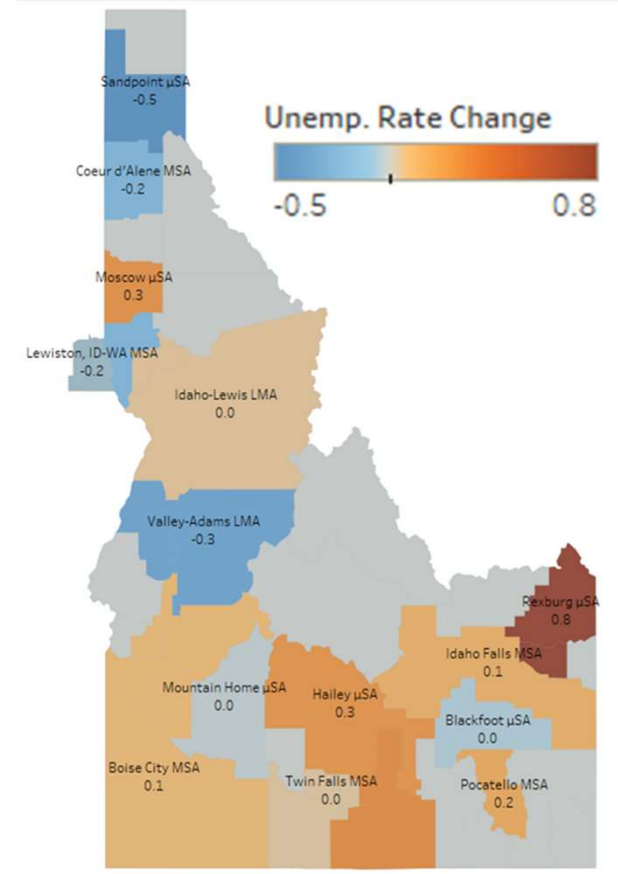 Sandpoint µSA
-0.5
Unemp. Rate Change
-0.5 0.8
Coeur d'Alene MSA
-0.2
Moscow µSA
0.3
Lewiston, ID-WA MSA
-0.2
Idaho-Lewis LMA
0.0
Valley-Adams LMA
-0.3
Rexburg µSA
0.8
Idaho Falls MSA
0.1
Mountain Home µSA
0.0
Hailey µSA
0.3
Blackfoot µSA
0.0
Boise City MSA
0.1
Twin Falls MSA
0.0
Pocatello MSA
0.2